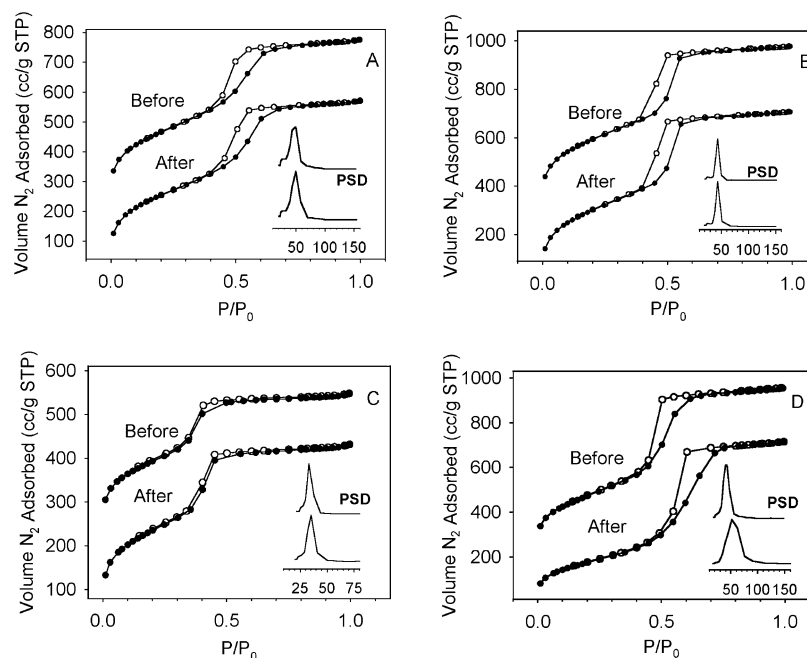 Volume N2 Adsorbed (cc/g STP)
800
700
600
500
400
300
200
100
A
Before
After
PSD
50 100 150
0.0 0.5 1.0
P/P0
Volume N2 Adsorbed (cc/g STP)
1000
800
600
400
200
Before
After
PSD
50 100 150
0.0 0.5 1.0
P/P0
Volume N2 Adsorbed (cc/g STP)
600
500
400
300
200
100
C
Before
After
PSD
25 50 75
0.0 0.5 1.0
P/P0
Volume N2 Adsorbed (cc/g STP)
1000
800
600
400
200
D
Before
After
PSD
50 100 150
0.0 0.5 1.0
P/P0